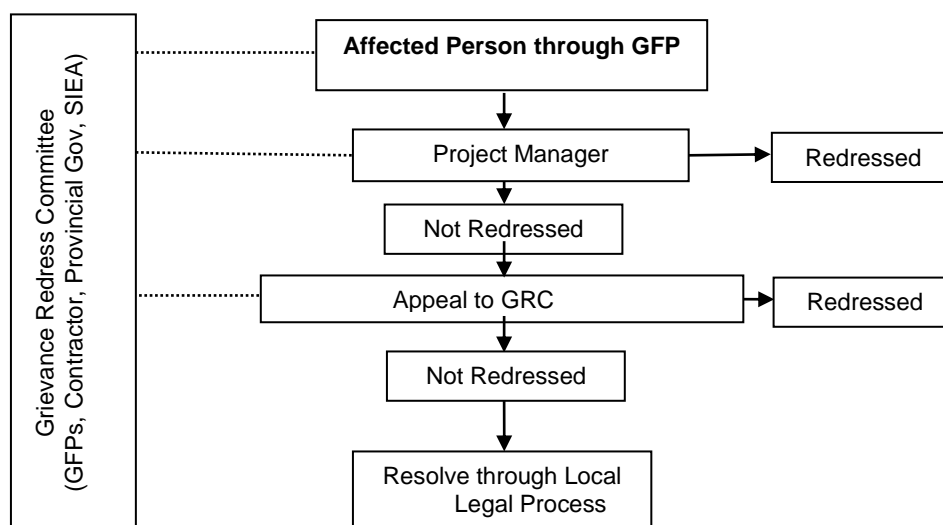 Grievance Redress Committee
(GFPs, Contractor, Provincial Gov, SIEA)
Affected Person through GFP
Project Manager
Redressed
Not Redressed
Appeal to GRC
Redressed
Not Redressed
Resolve through Local
Legal Process